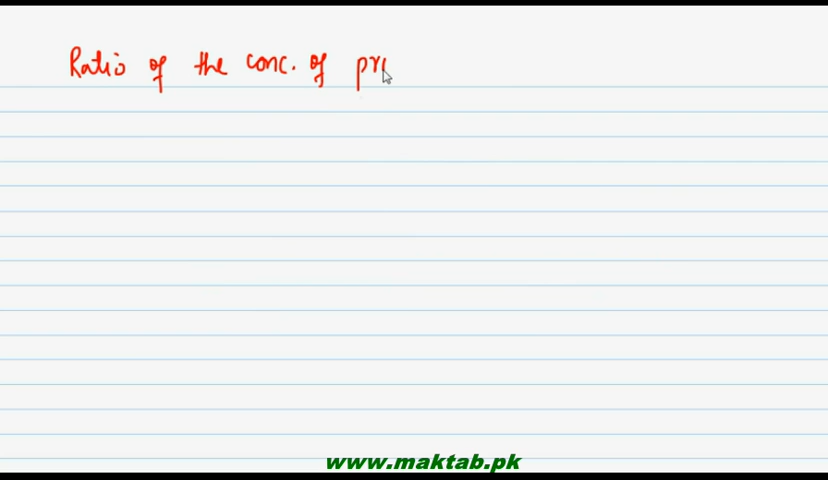 Ratio of the conc. of pr
www.maktab.pk